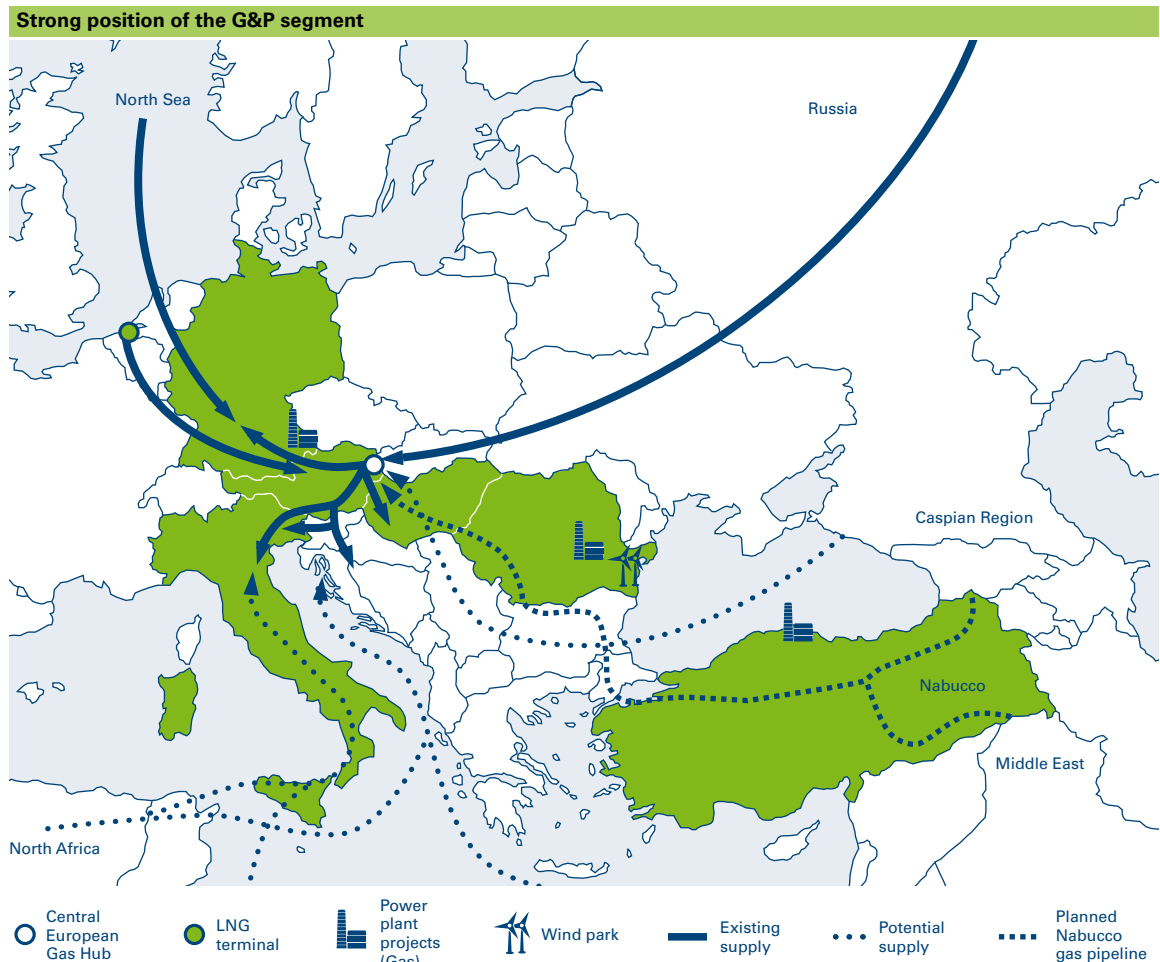 Strong position of the G&P segment
North Sea
Russia
Caspian Region
Nabucco
Middle East
North Africa
Central
European
Gas Hub
LNG
terminal
Power
plant
projects
(Gas)
Wind park
Existing
supply
Potential
supply
Planned
Nabucco
gas pipeline